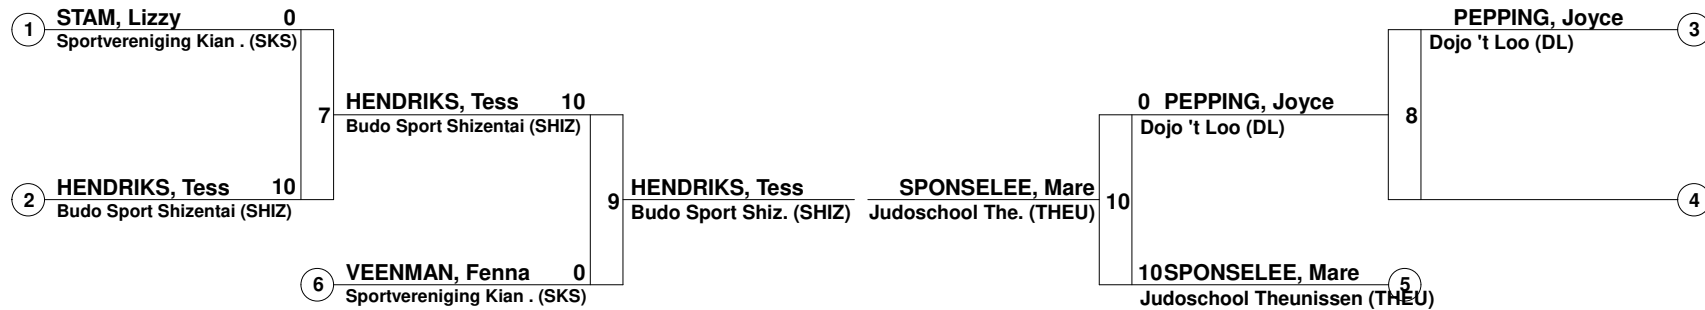 1 STAM, Lizzy 0
Sportvereniging Kian . (SKS)
7
HENDRIKS, Tess 10
Budo Sport Shizentai (SHIZ)
2 HENDRIKS, Tess 10
Budo Sport Shizentai (SHIZ)
9
HENDRIKS, Tess
Budo Sport Shiz. (SHIZ)
6 VEENMAN, Fenna 0
Sportvereniging Kian . (SKS)
PEPPING, Joyce 3
Dojo 't Loo (DL)
8
0 PEPPING, Joyce
Dojo 't Loo (DL)
4
SPONSELEE, Mare
Judoschool The. (THEU)
10
10 SPONSELEE, Mare 5
Judoschool Theunissen (THEU)